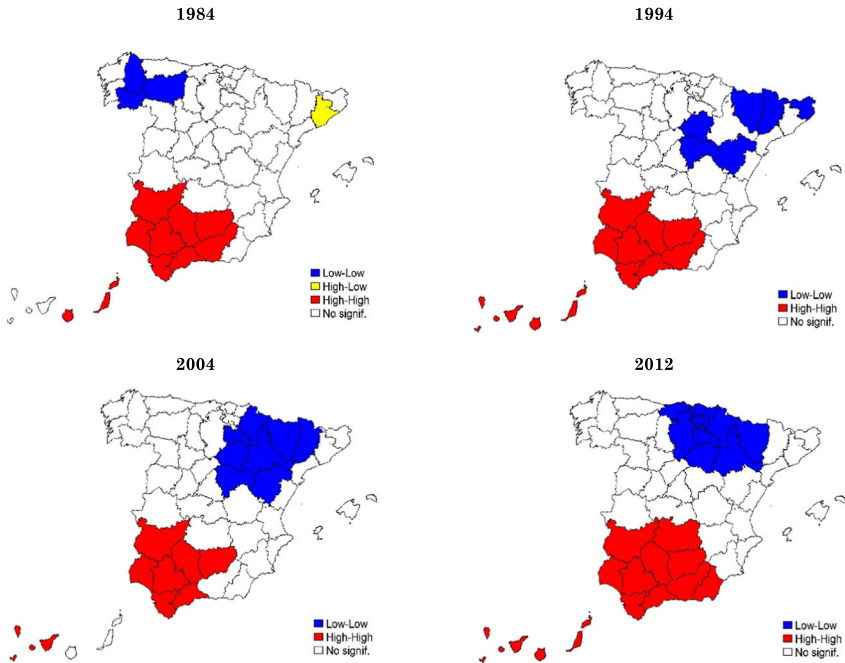 1984
1994
Low-Low
High-Low
High-High
No signif.
Low-Low
High-High
No signif.
2004
2012
Low-Low
High-High
No signif.
Low-Low
High-High
No signif.